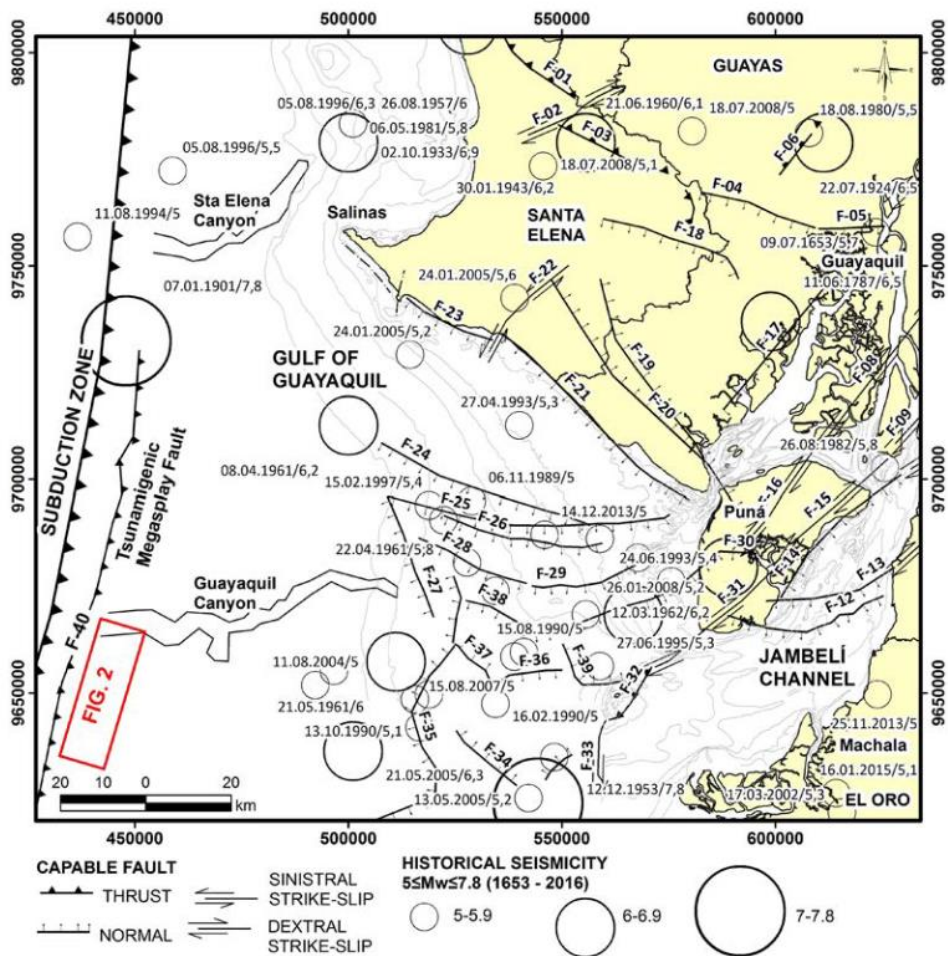 450000
500000
550000
600000
9800000
9800000
F-01
GUAYAS
05.08.1996/6,3
26.08.1957/6
F-02
21.06.1960/6,1
18.07.2008/5
18.08.1980/5,5
06.05.1981/5,8
F-03
F-06
02.10.1933/6,9
05.08.1996/5,5
18.07.2008/5,1
30.01.1943/6,2
22.07.1924/6,5
Sta Elena
Canyon
F-04
11.08.1994/5
Salinas
SANTA
ELENA
F-18
F-05
09.07.1653/5,7
9750000
9750000
Guayaquil
07.01.1901/7,8
24.01.2005/5,6
F-22
11.06.1787/6,5
F-23
F-17
24.01.2005/5,2
SUBDUCTION ZONE
GULF OF
GUAYAQUIL
F-19
F-08
F-21
F-20
27.04.1993/5,3
F-09
F-24
26.08.1982/5,8
08.04.1961/6,2
06.11.1989/5
15.02.1997/5,4
F-16
F-15
9700000
9700000
Tsunamigenic
Megasplay Fault
F-25
F-26
14.12.2013/5
Puná
F-30
22.04.1961/5,8
F-28
24.06.1993/5,4
F-14
F-27
F-29
26.01.2008/5,2
F-31
F-13
Guayaquil
Canyon
F-38
12.03.1962/6,2
F-12
F-40
15.08.1990/5
27.06.1995/5,3
F-37
F-36
F-39
JAMBELÍ
CHANNEL
11.08.2004/5
15.08.2007/5
F-32
FIG. 2
9650000
9650000
21.05.1961/6
16.02.1990/5
25.11.2013/5
13.10.1990/5,1
F-35
F-34
F-33
Machala
21.05.2005/6,3
12.12.1953/7,8
16.01.2015/5,1
13.05.2005/5,2
17.03.2002/5,3
EL ORO
20 10 0 20
km
450000
500000
550000
600000
CAPABLE FAULT
THRUST
NORMAL
SINISTRAL
STRIKE-SLIP
DEXTRAL
STRIKE-SLIP
HISTORICAL SEISMICITY
5≤Mw≤7.8 (1653 - 2016)
5-5.9
6-6.9
7-7.8